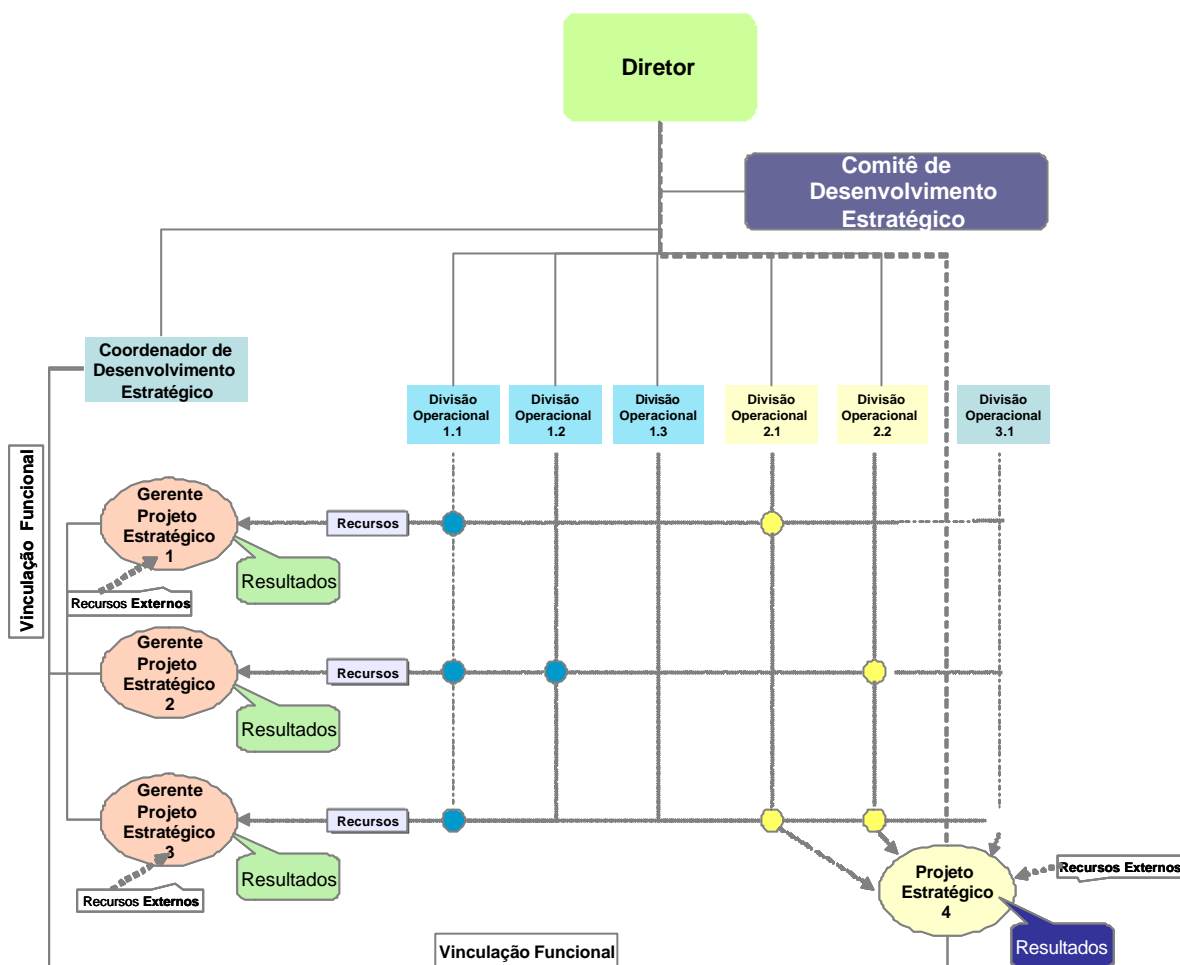 Diretor
Comitê de
Desenvolvimento
Estratégico
Coordenador de
Desenvolvimento
Estratégico
Divisão
Operacional
1.1
Divisão
Operacional
1.2
Divisão
Operacional
1.3
Divisão
Operacional
2.1
Divisão
Operacional
2.2
Divisão
Operacional
3.1
Vinculação Funcional
Gerente
Projeto
Estratégico
1
Recursos
Resultados
Recursos Externos
Gerente
Projeto
Estratégico
2
Recursos
Resultados
Gerente
Projeto
Estratégico
3
Recursos
Resultados
Recursos Externos
Projeto
Estratégico
4
Recursos Externos
Resultados
Vinculação Funcional